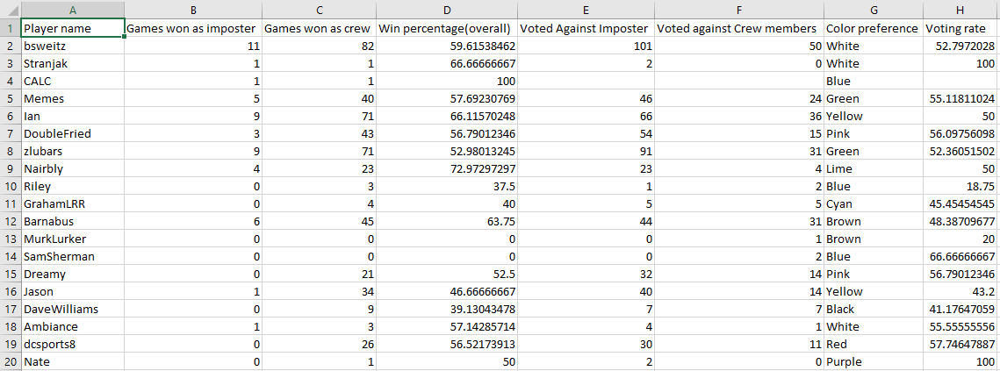 A B C D E F G H
1 Player name Games won as imposter Games won as crew Win percentage(overall) Voted Against Imposter Voted against Crew members Color preference Voting rate
2 bsweitz 11 82 59.61538462 101 50 White 52.7972028
3 Stranjak 1 1 66.66666667 2 0 White 100
4 CALC 1 1 100 Blue
5 Memes 5 40 57.69230769 46 24 Green 55.11811024
6 Ian 9 71 66.11570248 66 36 Yellow 50
7 DoubleFried 3 43 56.79012346 54 15 Pink 56.09756098
8 zlubars 9 71 52.98013245 91 31 Green 52.36051502
9 Nairbly 4 23 72.97297297 23 4 Lime 50
10 Riley 0 3 37.5 1 2 Blue 18.75
11 GrahamLRR 0 4 40 5 5 Cyan 45.45454545
12 Barnabus 6 45 63.75 44 31 Brown 48.38709677
13 MurkLurker 0 0 0 0 1 Brown 20
14 SamSherman 0 0 0 0 2 Blue 66.66666667
15 Dreamy 0 21 52.5 32 14 Pink 56.79012346
16 Jason 1 34 46.66666667 40 14 Yellow 43.2
17 DaveWilliams 0 9 39.13043478 7 7 Black 41.17647059
18 Ambiance 1 3 57.14285714 4 1 White 55.55555556
19 dcsports8 0 26 56.52173913 30 11 Red 57.74647887
20 Nate 0 1 50 2 0 Purple 100